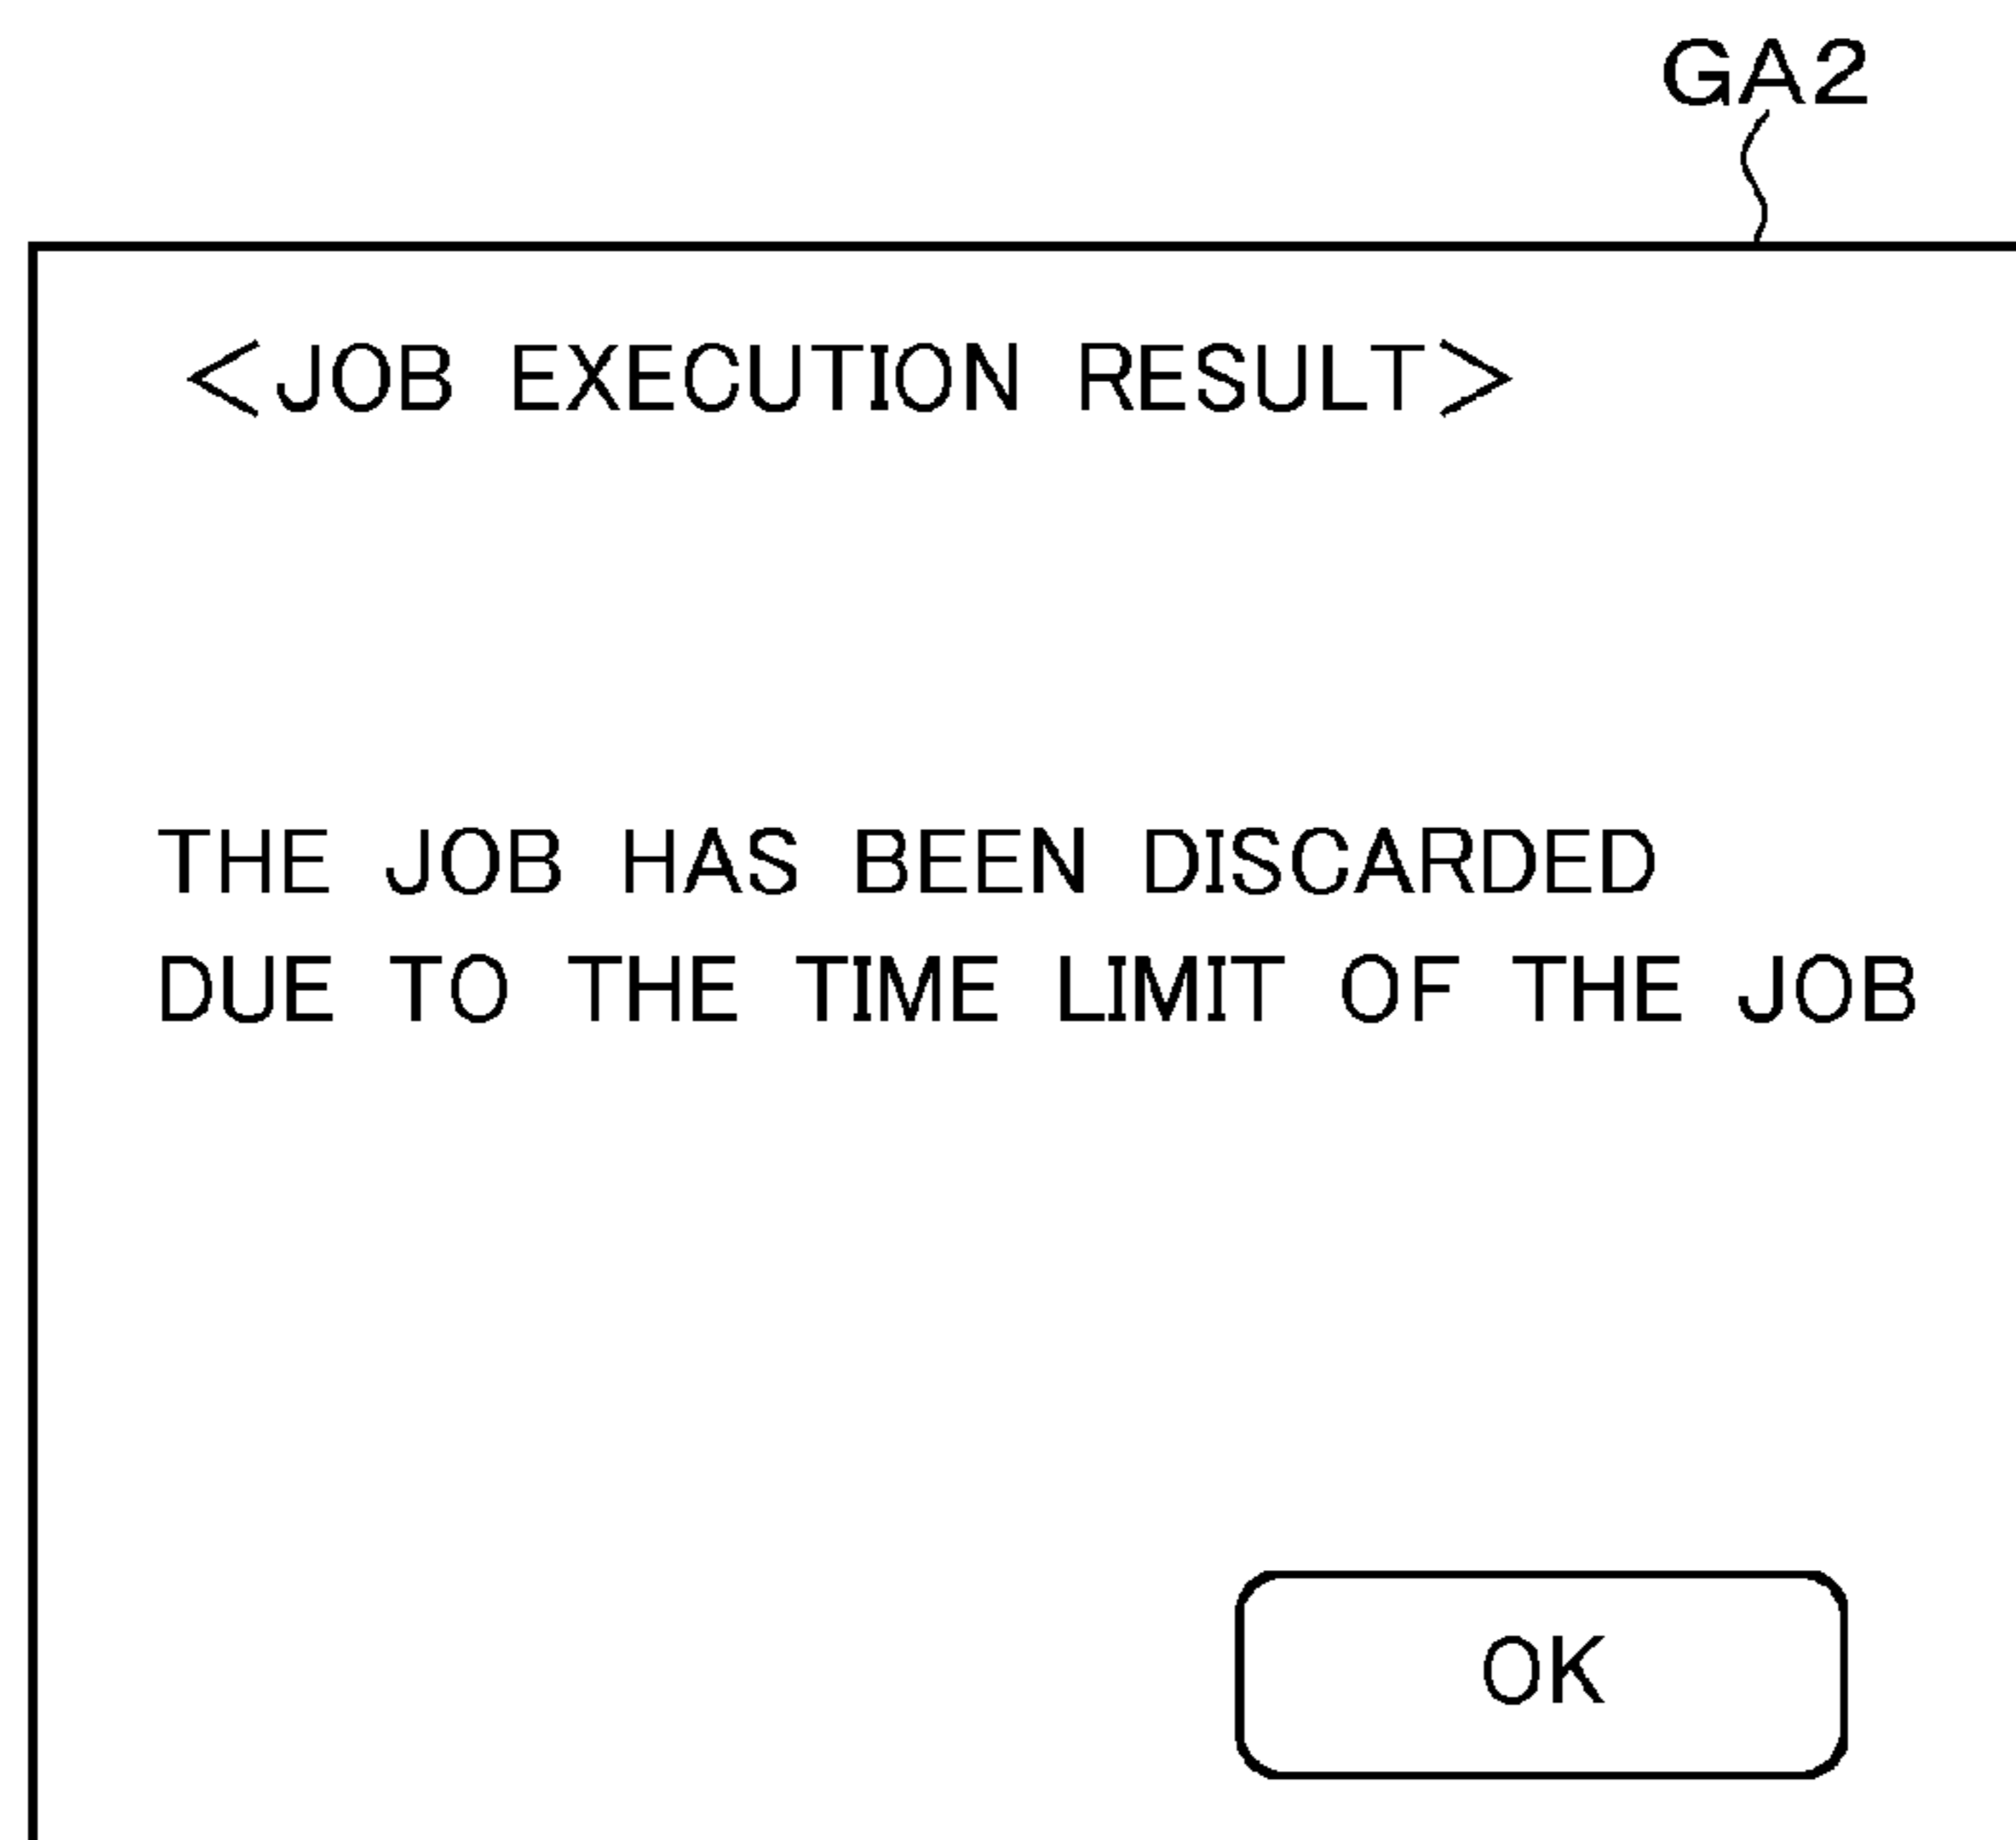 GA2
<JOB EXECUTION RESULT>
THE JOB HAS BEEN DISCARDED
DUE TO THE TIME LIMIT OF THE JOB
OK